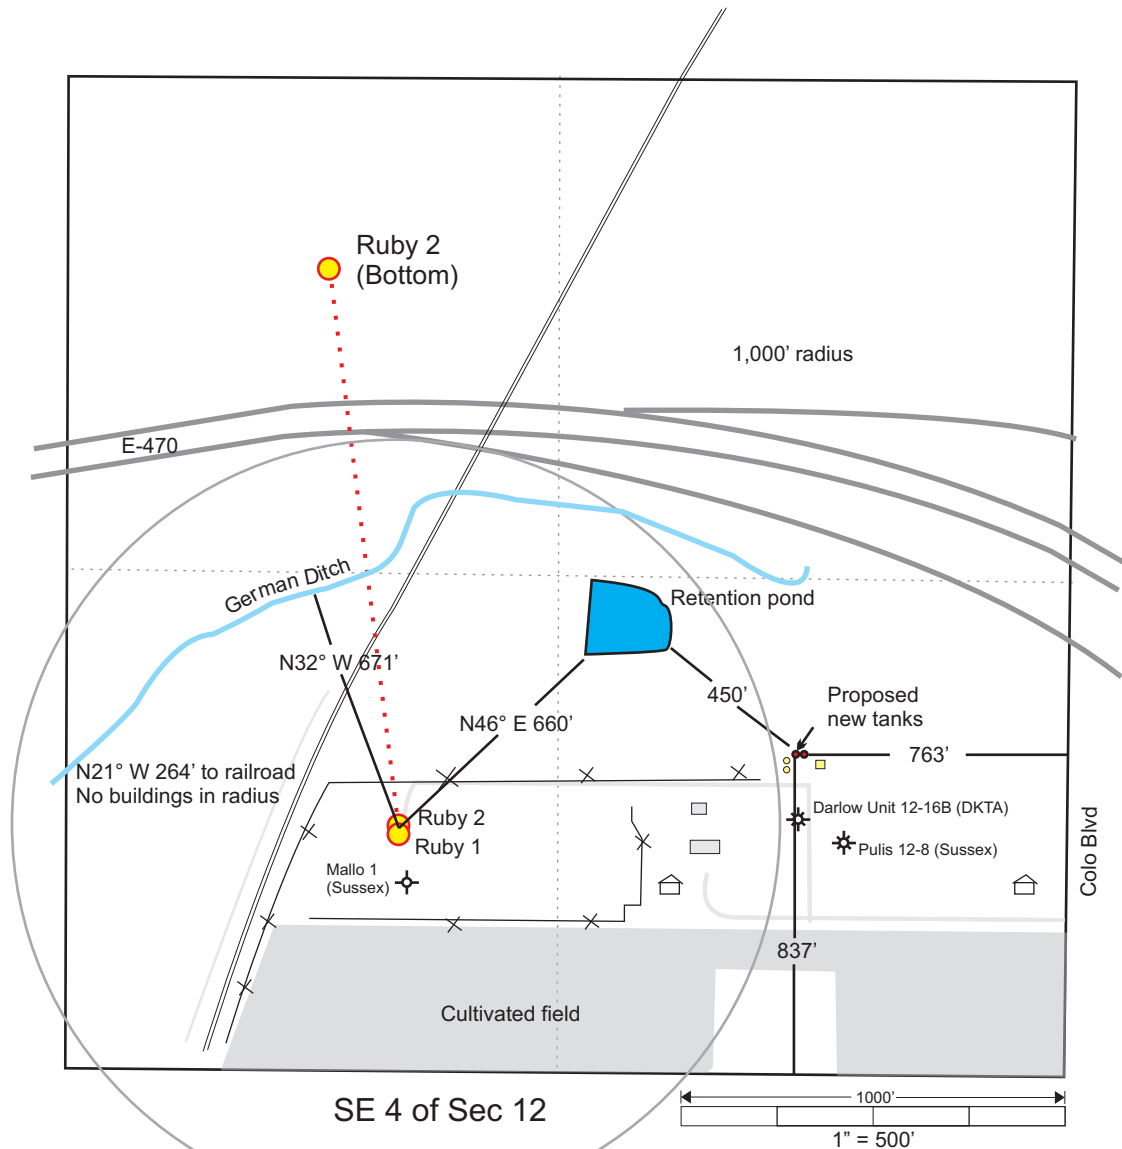 Ruby 2
(Bottom)
1,000’ radius
E-470
German Ditch
Retention pond
N32° W 671’
450’
Proposed
new tanks
N46° E 660’
763’
N21° W 264’ to railroad
No buildings in radius
Ruby 2
Ruby 1
Darlow Unit 12-16B (DKTA)
Pulis 12-8 (Sussex)
Mallo 1
(Sussex)
Colo Blvd
837’
Cultivated field
SE 4 of Sec 12
1000’
1” = 500’